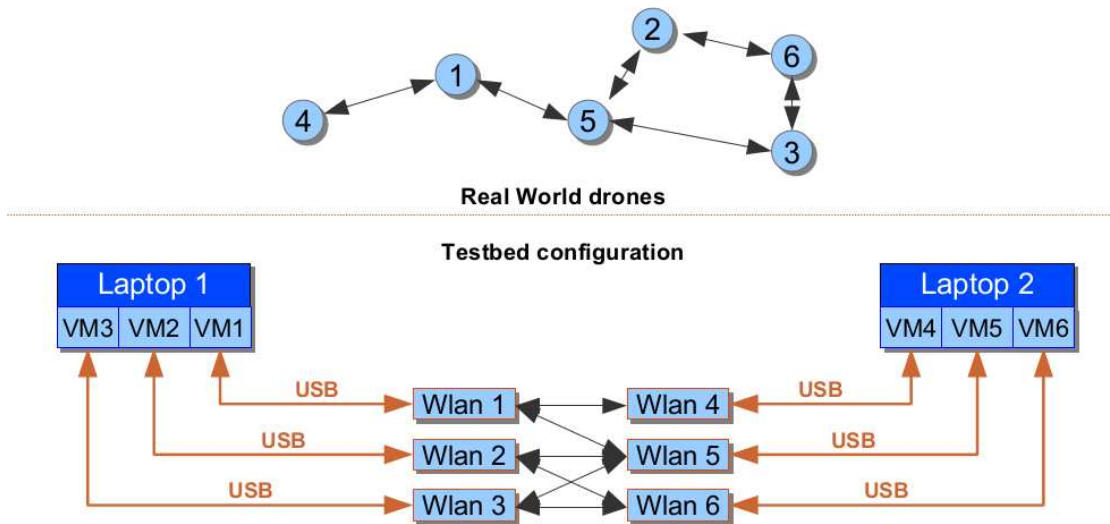 2
6
1
4
5
3
Real World drones
Testbed configuration
Laptop 1
Laptop 2
VM3 VM2 VM1
VM4 VM5 VM6
USB
USB
Wlan 1
Wlan 4
USB
USB
Wlan 2
Wlan 5
USB
USB
Wlan 3
Wlan 6